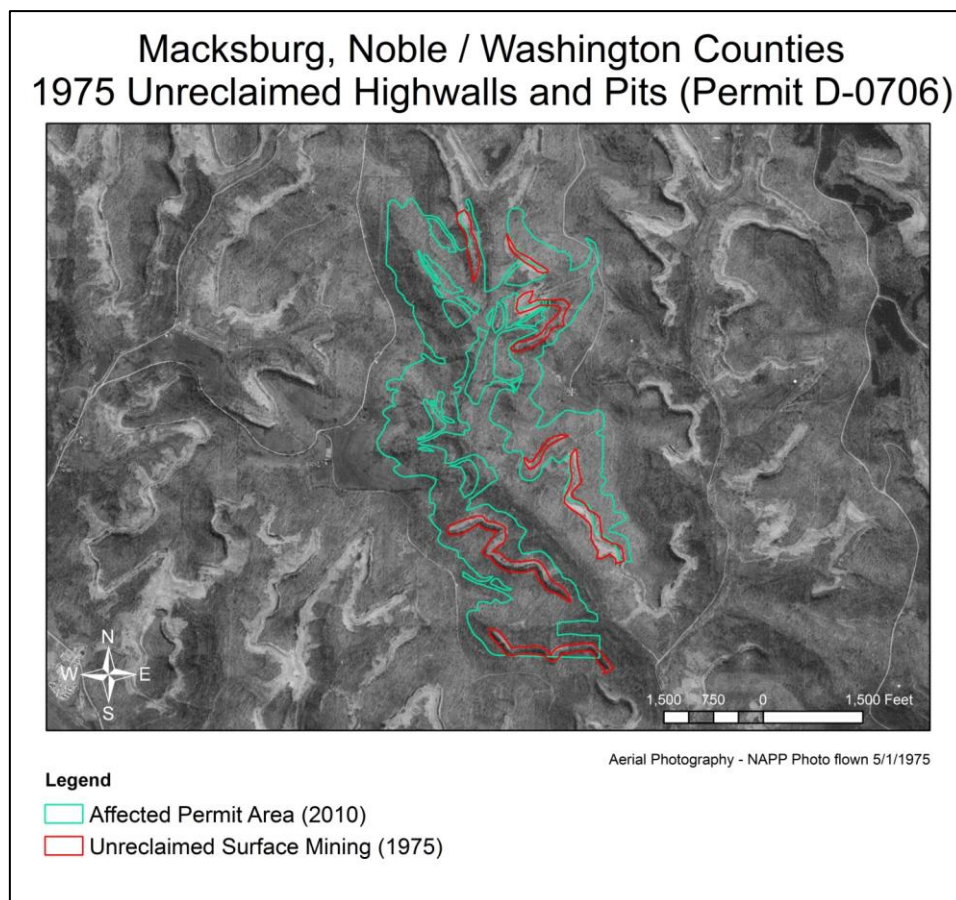 Macksburg, Noble / Washington Counties
1975 Unreclaimed Highwalls and Pits (Permit D-0706)
N
W E
S
1,500 750 0 1,500 Feet
Aerial Photography - NAPP Photo flown 5/1/1975
Legend
Affected Permit Area (2010)
Unreclaimed Surface Mining (1975)